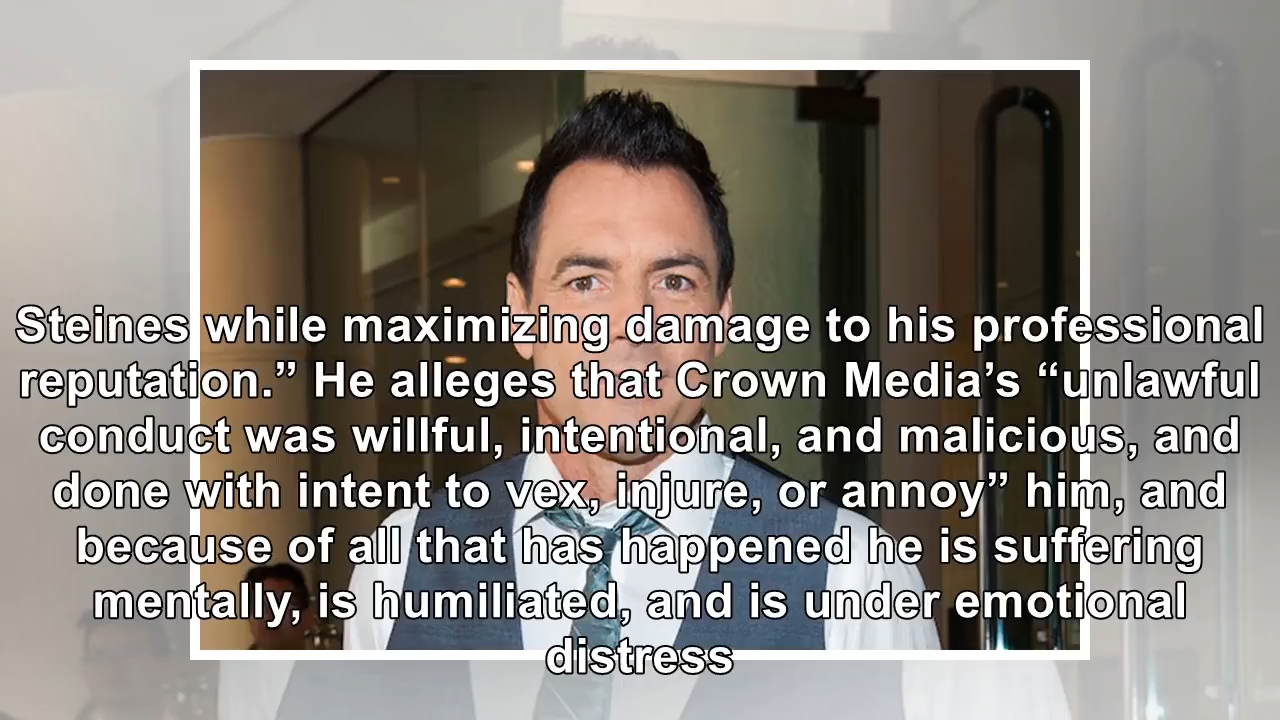 Steines while maximizing damage to his professional
reputation.” He alleges that Crown Media’s “unlawful
conduct was willful, intentional, and malicious, and
done with intent to vex, injure, or annoy” him, and
because of all that has happened he is suffering
mentally, is humiliated, and is under emotional
distress